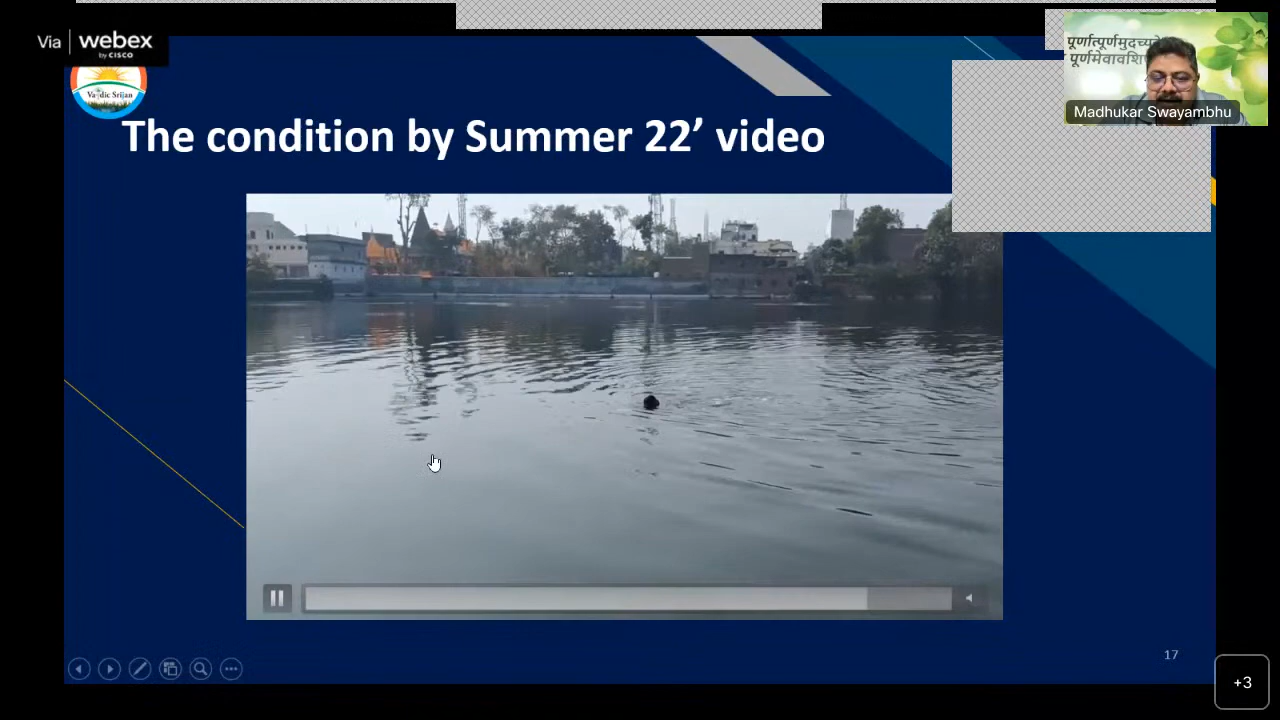 Via webex
by CISCO
पूर्णात्पूर्णमुदच्यते
पूर्णमेवावशि
Madhukar Swayambhu
Vaidic Srijan
The condition by Summer 22’ video
17
+3